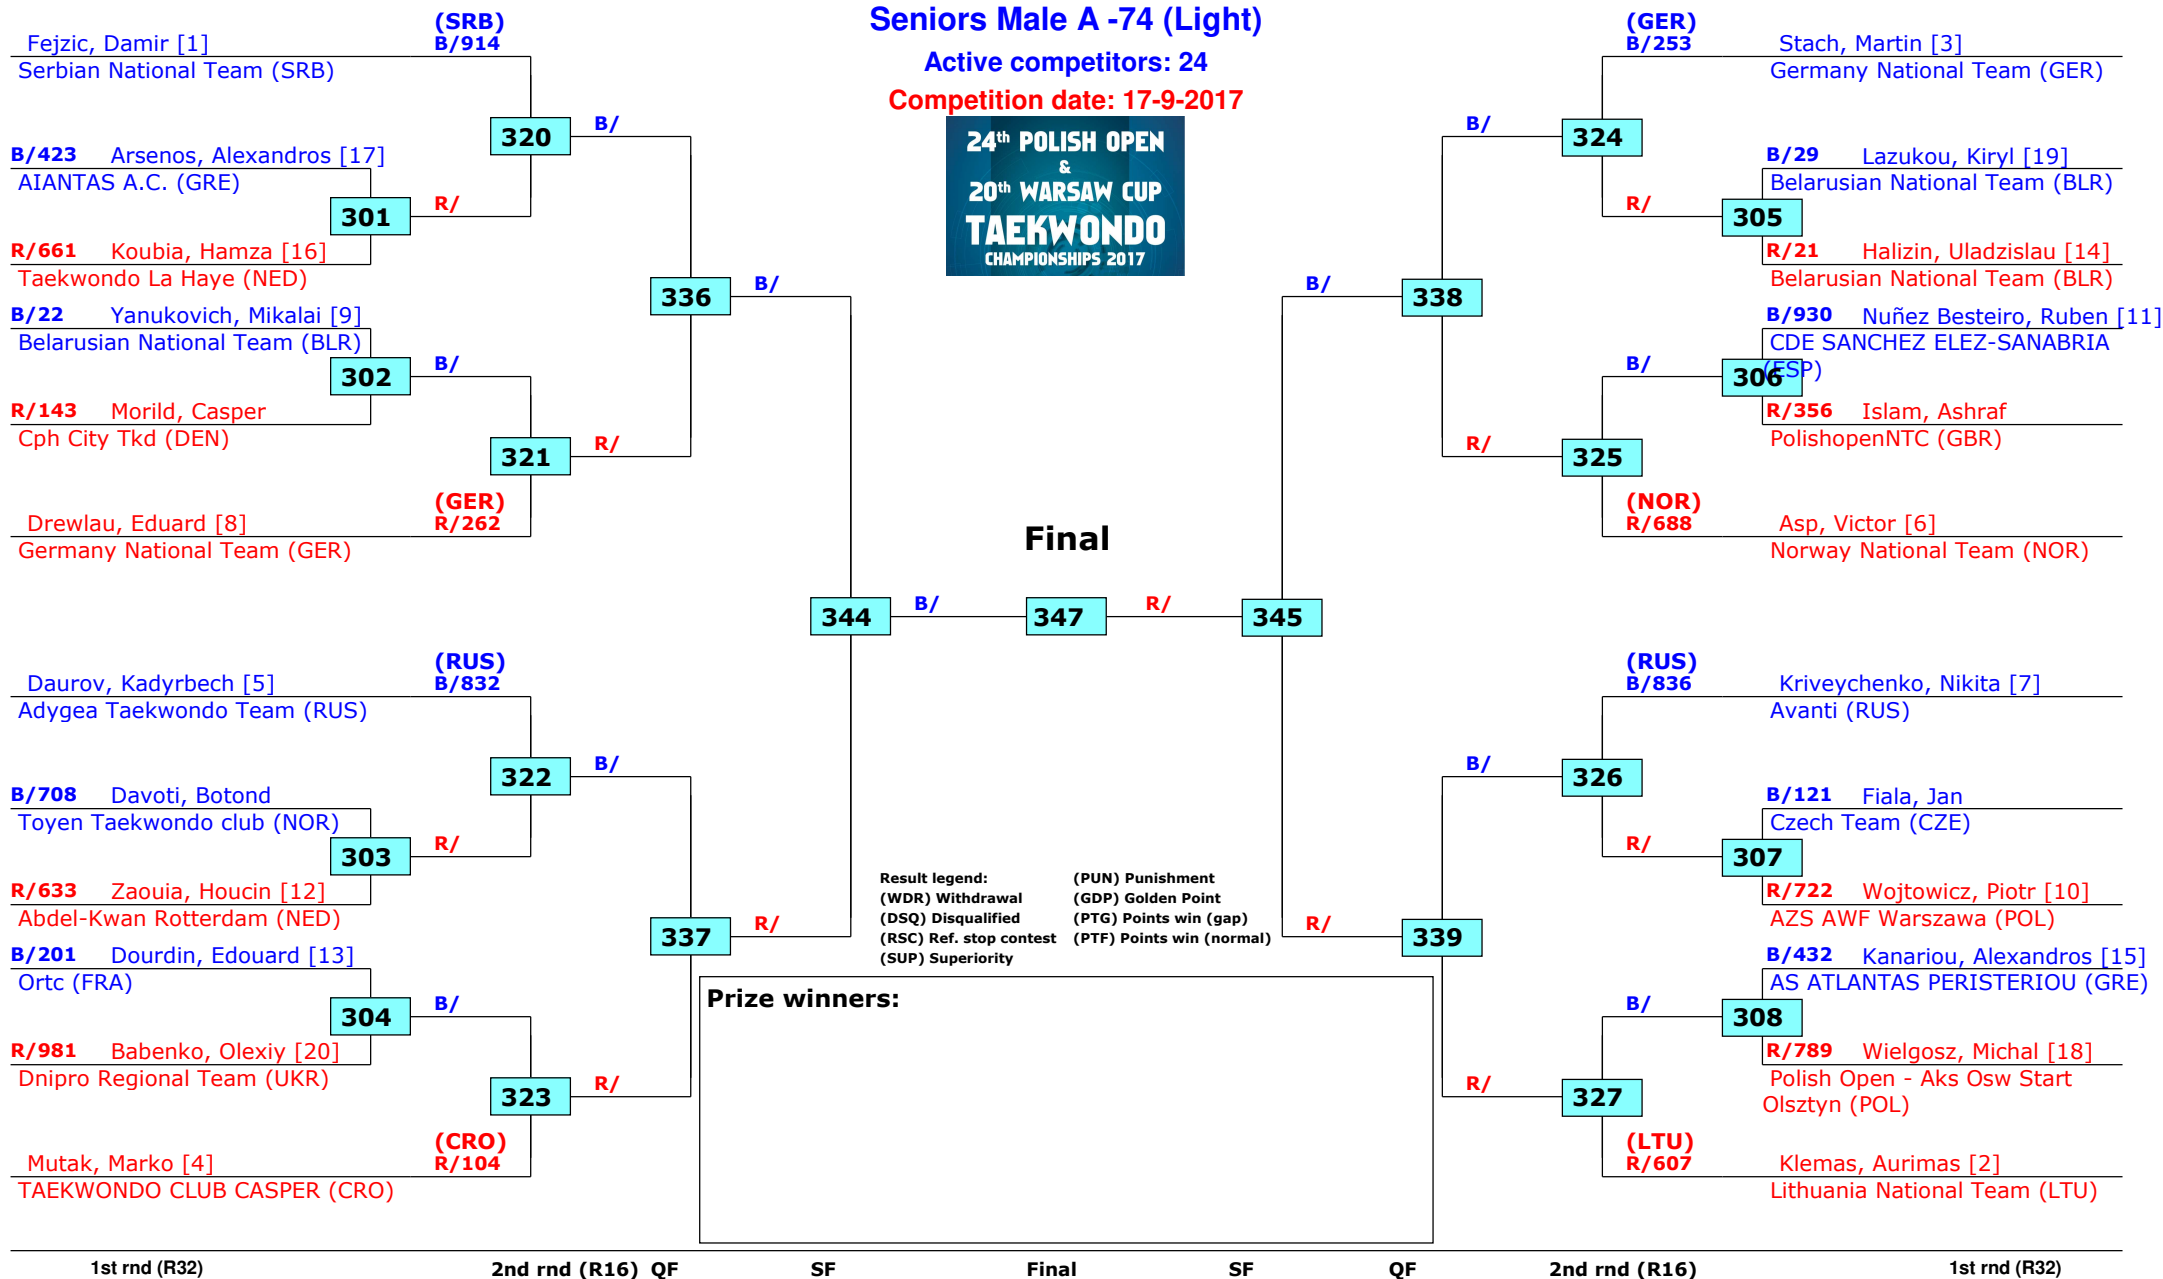 Seniors Male A -74 (Light)
Active competitors: 24
Competition date: 17-9-2017
24th POLISH OPEN
&
20th WARSAW CUP
TAEKWONDO
CHAMPIONSHIPS 2017
(SRB)
Fejzic, Damir [1] B/914
Serbian National Team (SRB)
320 B/
B/423 Arsenos, Alexandros [17]
AIANTAS A.C. (GRE)
301 R/
R/661 Koubia, Hamza [16]
Taekwondo La Haye (NED)
336 B/
B/22 Yanukovich, Mikalai [9]
Belarusian National Team (BLR)
302 B/
R/143 Morild, Casper
Cph City Tkd (DEN)
321 R/
(GER)
Drewlau, Eduard [8] R/262
Germany National Team (GER)
344 B/
(RUS)
Daurov, Kadyrbech [5] B/832
Adygea Taekwondo Team (RUS)
322 B/
B/708 Davoti, Botond
Toyen Taekwondo club (NOR)
303 R/
R/633 Zaouia, Houcin [12]
Abdel-Kwan Rotterdam (NED)
337 R/
B/201 Dourdin, Edouard [13]
Ortc (FRA)
304 B/
R/981 Babenko, Olexiy [20]
Dnipro Regional Team (UKR)
323 R/
(CRO)
Mutak, Marko [4] R/104
TAEKWONDO CLUB CASPER (CRO)
Final
347
(GER)
B/253 Stach, Martin [3]
Germany National Team (GER)
B/ 324
B/29 Lazukou, Kiryl [19]
Belarusian National Team (BLR)
R/ 305
R/21 Halizin, Uladzislau [14]
Belarusian National Team (BLR)
B/ 338
B/930 Nuñez Besteiro, Ruben [11]
CDE SANCHEZ ELEZ-SANABRIA
(ESP)
B/ 306
R/356 Islam, Ashraf
PolishopenNTC (GBR)
R/ 325
(NOR)
R/688 Asp, Victor [6]
Norway National Team (NOR)
R/ 345
(RUS)
B/836 Kriveychenko, Nikita [7]
Avanti (RUS)
B/ 326
B/121 Fiala, Jan
Czech Team (CZE)
R/ 307
R/722 Wojtowicz, Piotr [10]
AZS AWF Warszawa (POL)
R/ 339
B/432 Kanariou, Alexandros [15]
AS ATLANTAS PERISTERIOU (GRE)
B/ 308
R/789 Wielgosz, Michal [18]
Polish Open - Aks Osw Start
Olsztyn (POL)
R/ 327
(LTU)
R/607 Klemas, Aurimas [2]
Lithuania National Team (LTU)
Result legend: (PUN) Punishment
(WDR) Withdrawal (GDP) Golden Point
(DSQ) Disqualified (PTG) Points win (gap)
(RSC) Ref. stop contest (PTF) Points win (normal)
(SUP) Superiority
Prize winners:
1st rnd (R32) 2nd rnd (R16) QF SF Final SF QF 2nd rnd (R16) 1st rnd (R32)